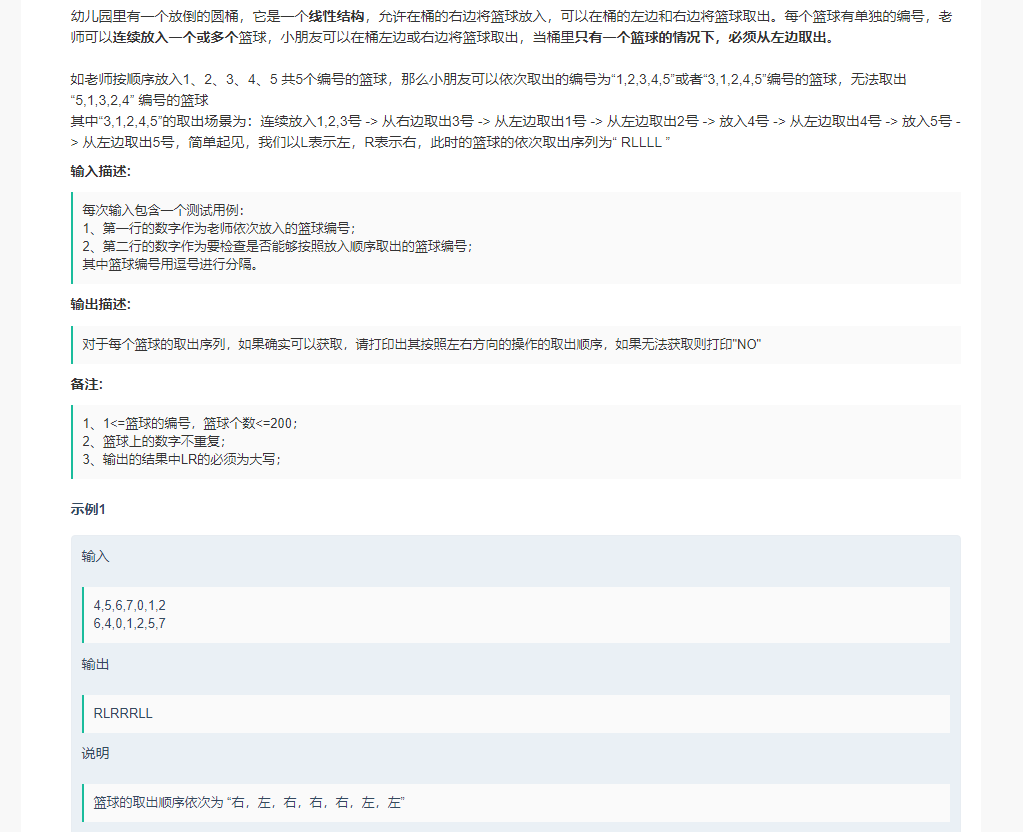 幼儿园里有一个放倒的圆桶，它是一个线性结构，允许在桶的右边将篮球放入，可以在桶的左边和右边将篮球取出。每个篮球有单独的编号，老
师可以连续放入一个或多个篮球，小朋友可以在桶左边或右边将篮球取出，当桶里只有一个篮球的情况下，必须从左边取出。
如老师按顺序放入1、2、3、4、5 共5个编号的篮球，那么小朋友可以依次取出的编号为“1,2,3,4,5”或者“3,1,2,4,5”编号的篮球，无法取出
“5,1,3,2,4” 编号的篮球
其中“3,1,2,4,5”的取出场景为：连续放入1,2,3号 -> 从右边取出3号 -> 从左边取出1号 -> 从左边取出2号 -> 放入4号 -> 从左边取出4号 -> 放入5号 -
> 从左边取出5号，简单起见，我们以L表示左，R表示右，此时的篮球的依次取出序列为“ RLLLL ”
输入描述:
每次输入包含一个测试用例：
1、第一行的数字作为老师依次放入的篮球编号；
2、第二行的数字作为要检查是否能够按照放入顺序取出的篮球编号；
其中篮球编号用逗号进行分隔。
输出描述:
对于每个篮球的取出序列，如果确实可以获取，请打印出其按照左右方向的操作的取出顺序，如果无法获取则打印"NO"
备注:
1、1<=篮球的编号，篮球个数<=200；
2、篮球上的数字不重复；
3、输出的结果中LR的必须为大写；
示例1
输入
4,5,6,7,0,1,2
6,4,0,1,2,5,7
输出
RLRRRLL
说明
篮球的取出顺序依次为 “右，左，右，右，右，左，左”